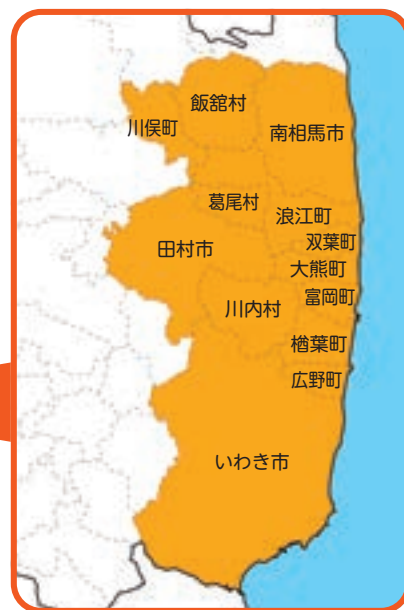 飯舘村
川俣町
南相馬市
葛尾村
浪江町
双葉町
田村市
大熊町
富岡町
川内村
楢葉町
広野町
いわき市